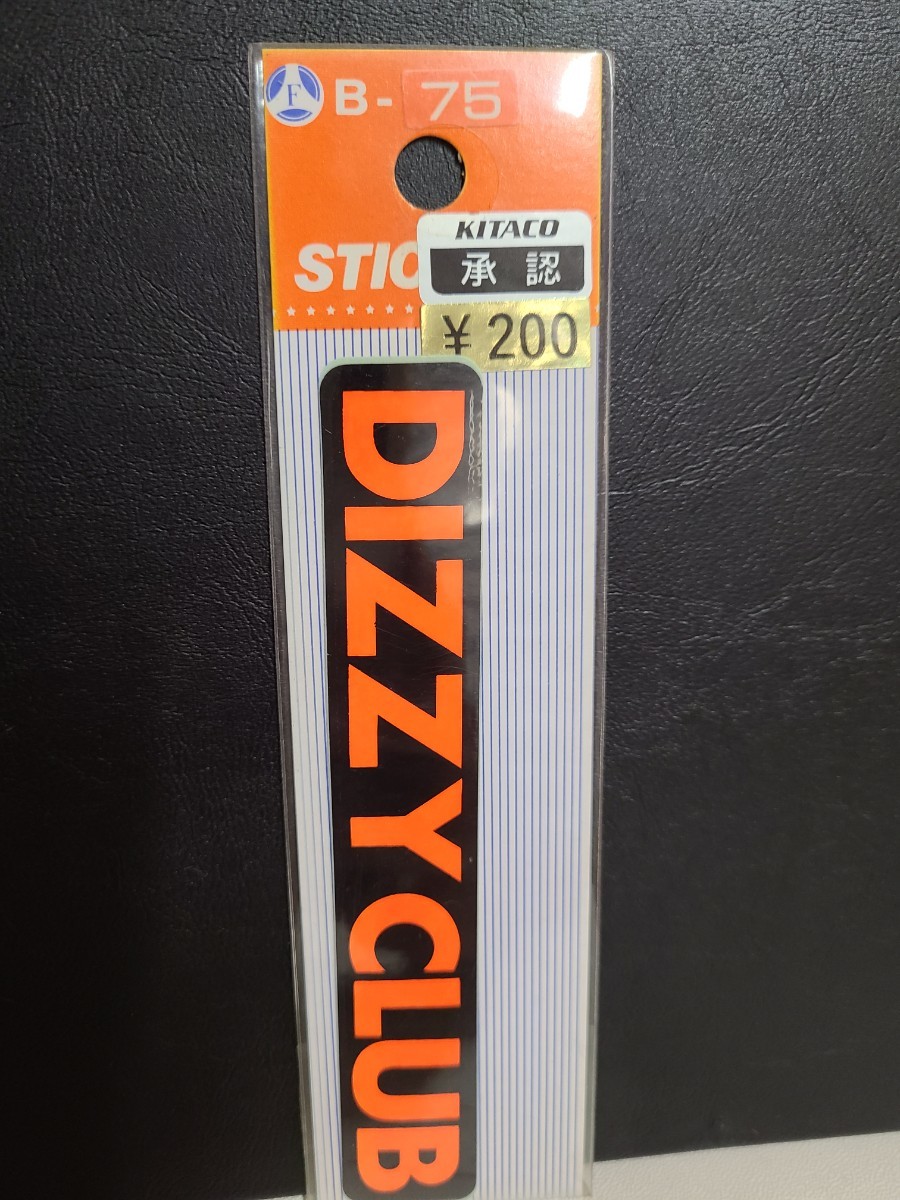 F
B- 75
KITACO
承認
STIC
¥200
DIZZY CLUB